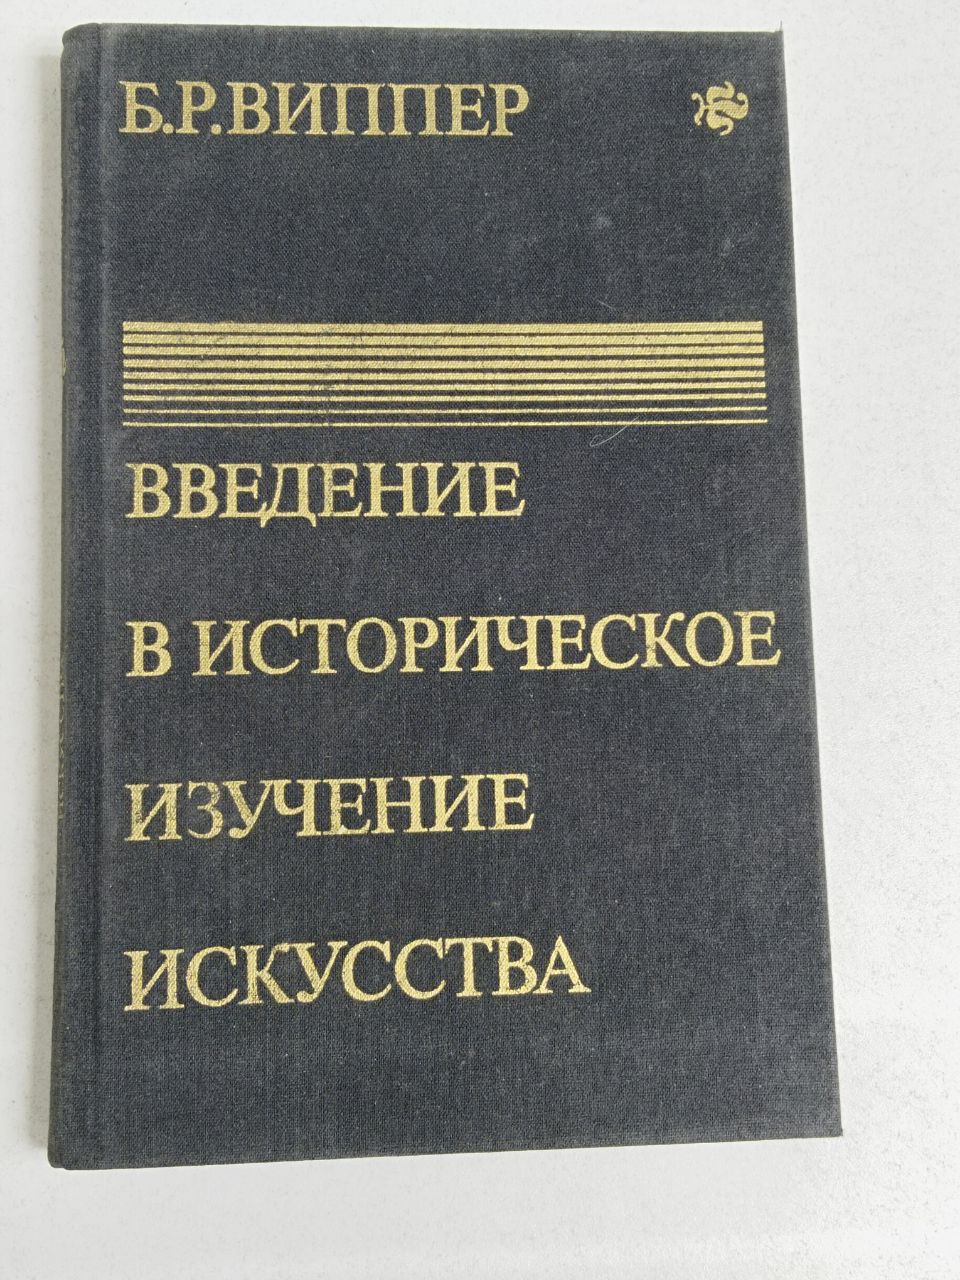 Б.Р.ВИППЕР
ВВЕДЕНИЕ
В ИСТОРИЧЕСКОЕ
ИЗУЧЕНИЕ
ИСКУССТВА